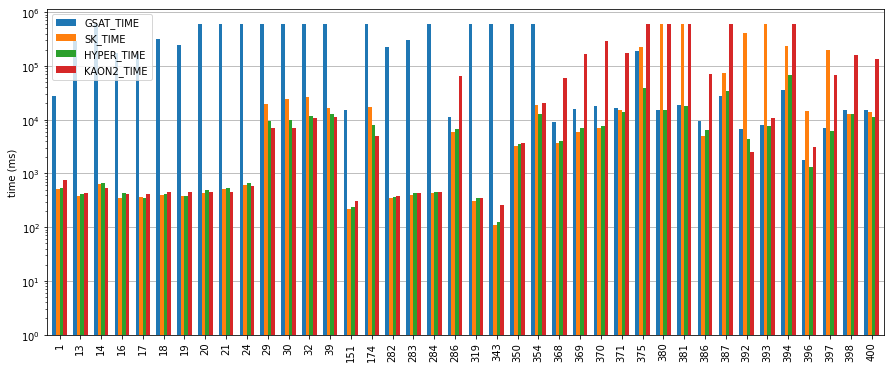 GSAT_TIME
SK_TIME
HYPER_TIME
KAON2_TIME
time (ms)
10⁶
10⁵
10⁴
10³
10²
10¹
10⁰
1 13 14 16 17 18 19 20 21 24 29 30 32 39 151 174 282 283 284 286 319 343 350 354 368 369 370 371 375 380 381 386 387 392 393 394 396 397 398 400